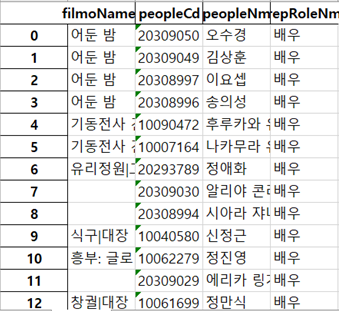 filmoName peopleCd peopleNm repRoleNm
0 어둔 밤 20309050 오수경 배우
1 어둔 밤 20309049 김상훈 배우
2 어둔 밤 20308997 이요셉 배우
3 어둔 밤 20308996 송의성 배우
4 기동전사 10090472 후루카와 배우
5 기동전사 10007164 나카무라 배우
6 유리정원| 20293789 정애화 배우
7 20309030 알리야 배우
8 20308994 시아라 배우
9 식구|대장 10040580 신정근 배우
10 흥부: 글로 10062279 정진영 배우
11 20309029 에리카 배우
12 창궐|대장 10061699 정만식 배우